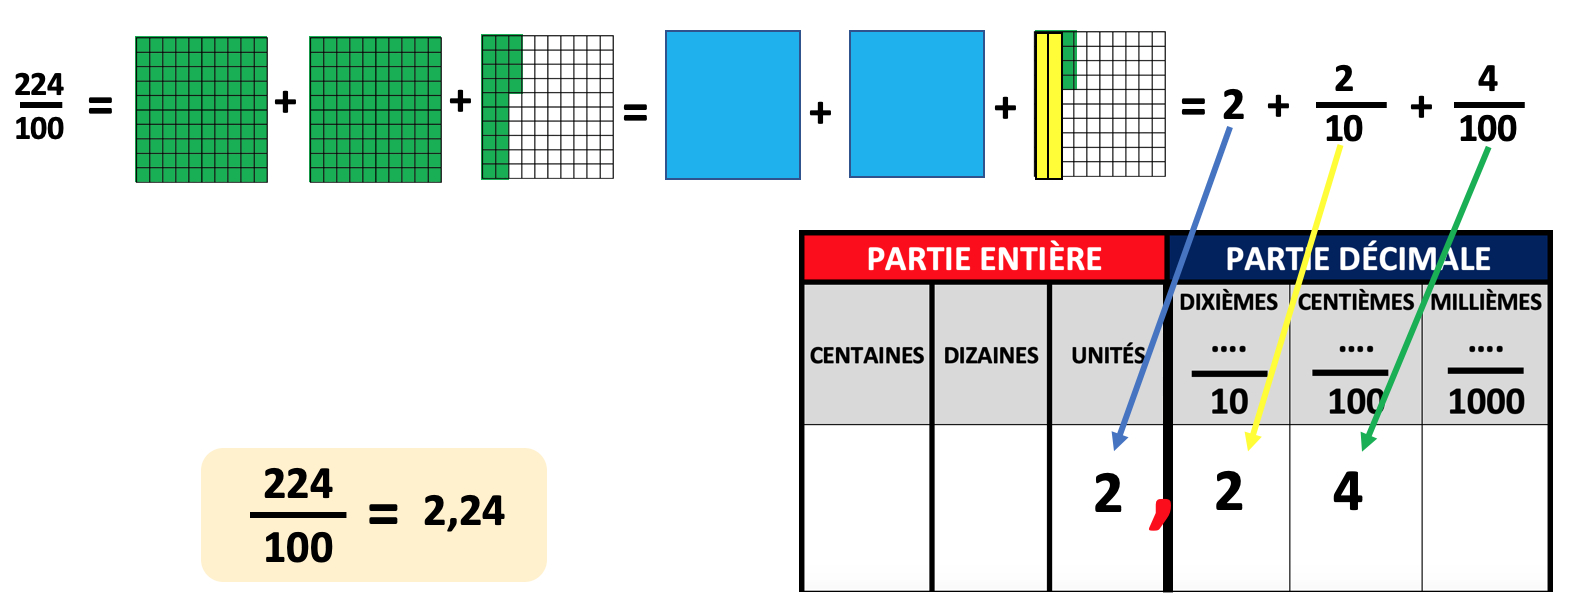 224/100 = + + = + + = 2 + 2/10 + 4/100
PARTIE ENTIÈRE PARTIE DÉCIMALE
CENTAINES DIZAINES UNITÉS DIXIÈMES ..../10 CENTIÈMES ..../100 MILLIÈMES ..../1000
2 , 2 4
224/100 = 2,24